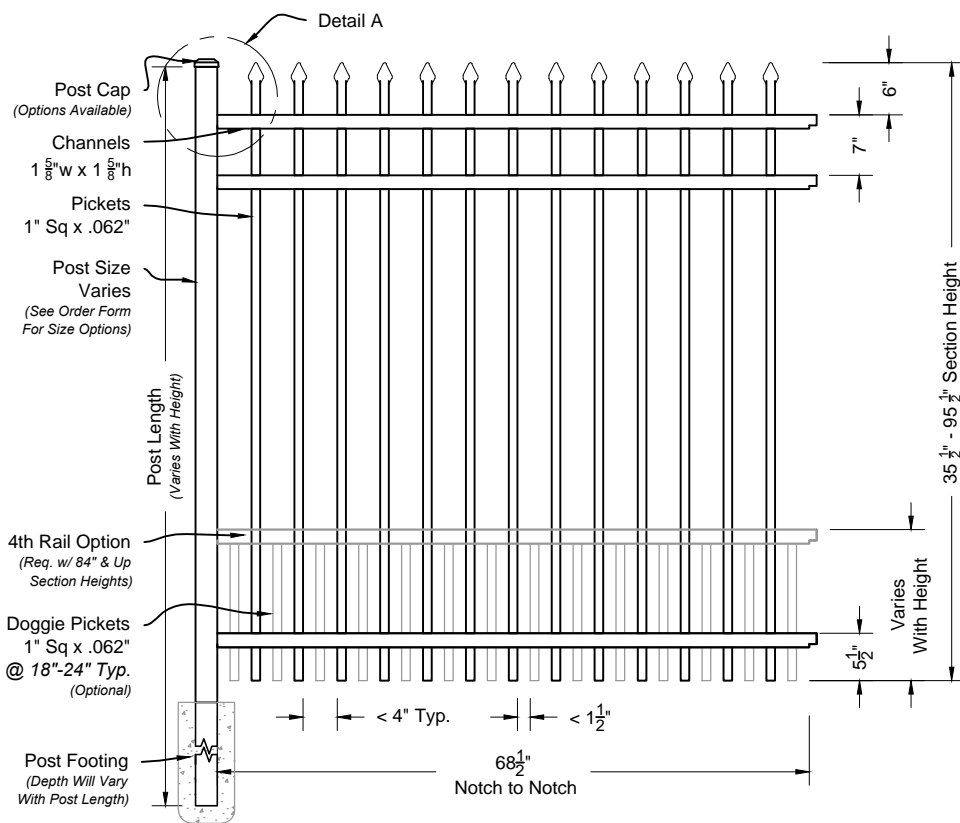 Detail A
Post Cap
(Options Available)
Channels
1 5/8"w x 1 5/8"h
Pickets
1" Sq x .062"
Post Size
Varies
(See Order Form
For Size Options)
Post Length
(Varies With Height)
4th Rail Option
(Req. w/ 84" & Up
Section Heights)
Doggie Pickets
1" Sq x .062"
@ 18"-24" Typ.
(Optional)
Post Footing
(Depth Will Vary
With Post Length)
6"
7"
35 1/2" - 95 1/2" Section Height
Varies
With Height
5 1/2"
< 4" Typ.
< 1 1/2"
68 1/2"
Notch to Notch